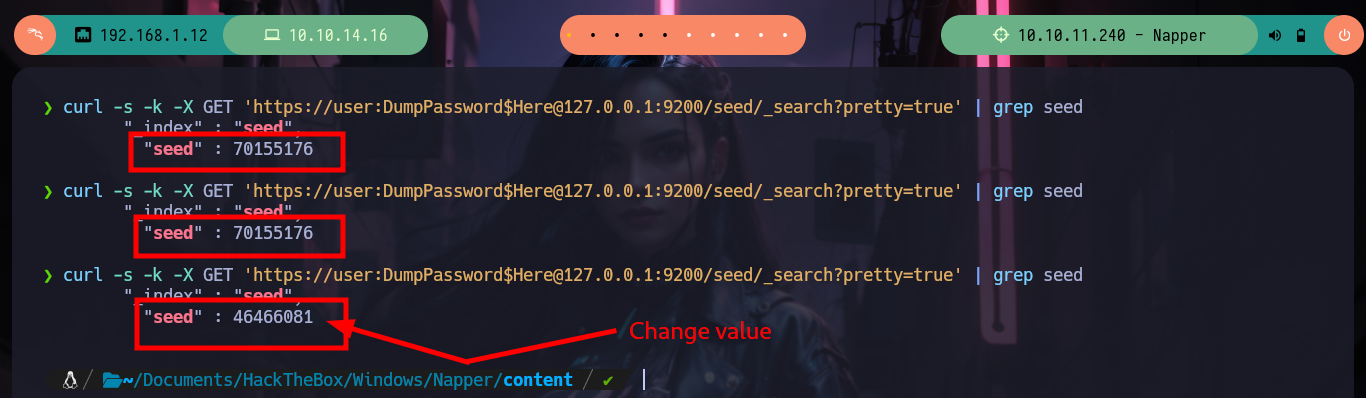 192.168.1.12 10.10.14.16 10.10.11.240 - Napper
❯ curl -s -k -X GET 'https://user:DumpPassword$Here@127.0.0.1:9200/seed/_search?pretty=true' | grep seed
"_index" : "seed",
"seed" : 70155176
❯ curl -s -k -X GET 'https://user:DumpPassword$Here@127.0.0.1:9200/seed/_search?pretty=true' | grep seed
"_index" : "seed",
"seed" : 70155176
❯ curl -s -k -X GET 'https://user:DumpPassword$Here@127.0.0.1:9200/seed/_search?pretty=true' | grep seed
"_index" : "seed",
"seed" : 46466081
Change value
/ ~/Documents/HackTheBox/Windows/Napper/content / ✔